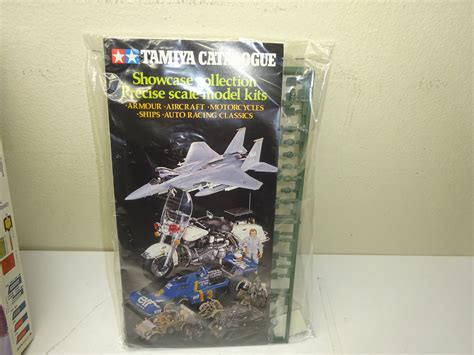 TAMIYA CATALOGUE
Showcase collection
Precise scale model kits
·ARMOUR·AIRCRAFT·MOTORCYCLES
·SHIPS·AUTO RACING CLASSICS
elf